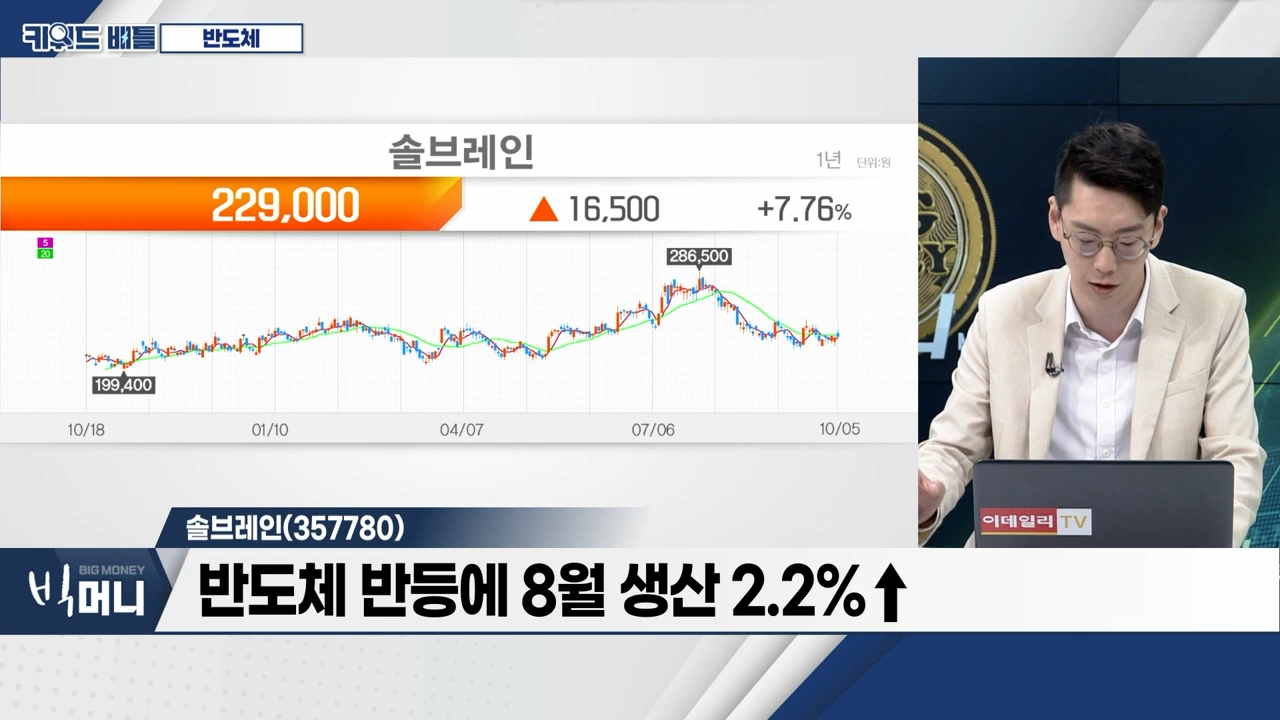 키워드 배틀
반도체
솔브레인
1년 단위:원
229,000 ▲ 16,500 +7.76%
5
20
286,500
199,400
10/18 01/10 04/07 07/06 10/05
이데일리 TV
솔브레인(357780)
BIG MONEY
빅머니
반도체 반등에 8월 생산 2.2%↑